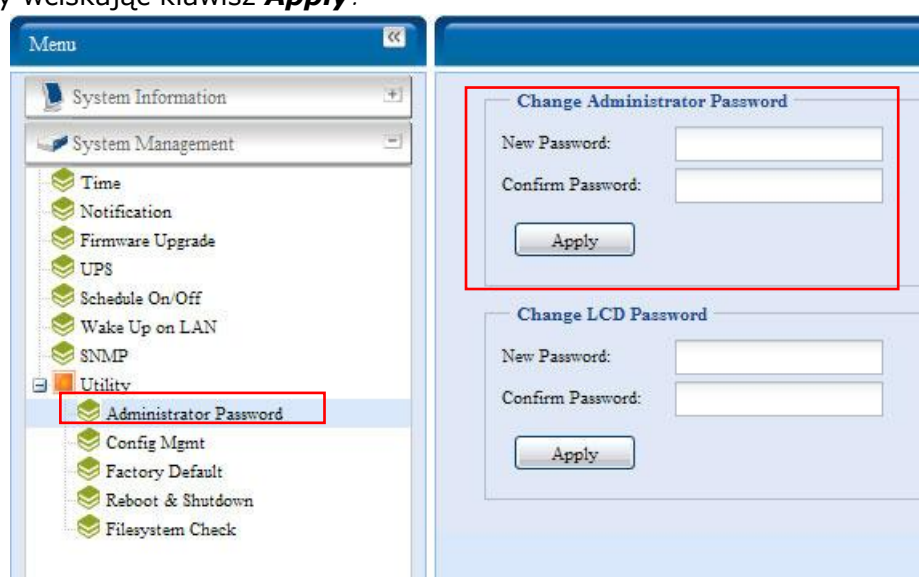 wciskając klawisz Apply.
Menu
System Information
System Management
Time
Notification
Firmware Upgrade
UPS
Schedule On/Off
Wake Up on LAN
SNMP
Utility
Administrator Password
Config Mgmt
Factory Default
Reboot & Shutdown
Filesystem Check
Change Administrator Password
New Password:
Confirm Password:
Apply
Change LCD Password
New Password:
Confirm Password:
Apply